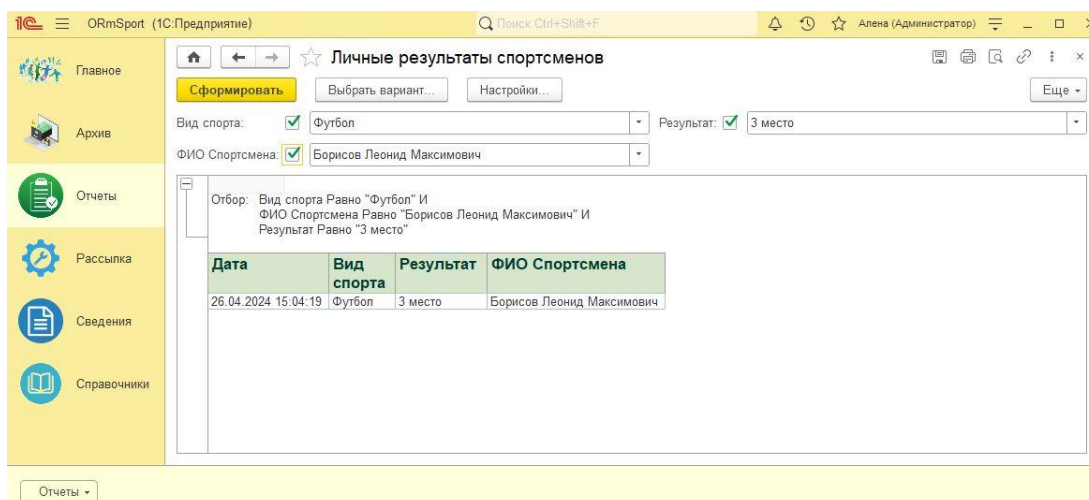 1С ORmSport (1С:Предприятие) Поиск Ctrl+Shift+F Алена (Администратор)
Главное
Архив
Отчеты
Рассылка
Сведения
Справочники
Личные результаты спортсменов
Сформировать Выбрать вариант... Настройки... Еще
Вид спорта: Футбол Результат: 3 место
ФИО Спортсмена: Борисов Леонид Максимович
Отбор: Вид спорта Равно "Футбол" И
ФИО Спортсмена Равно "Борисов Леонид Максимович" И
Результат Равно "3 место"
Дата Вид спорта Результат ФИО Спортсмена
26.04.2024 15:04:19 Футбол 3 место Борисов Леонид Максимович
Отчеты